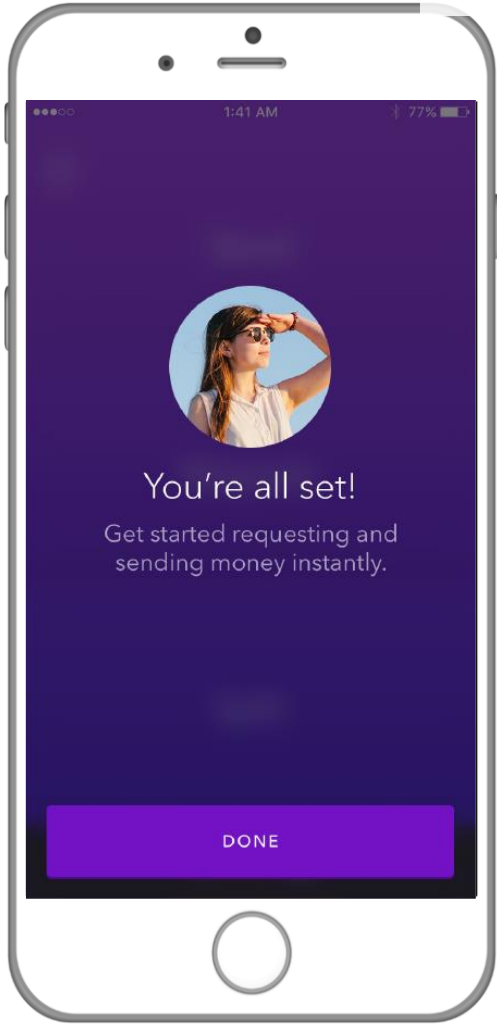 1:41 AM 77%
You're all set!
Get started requesting and
sending money instantly.
DONE